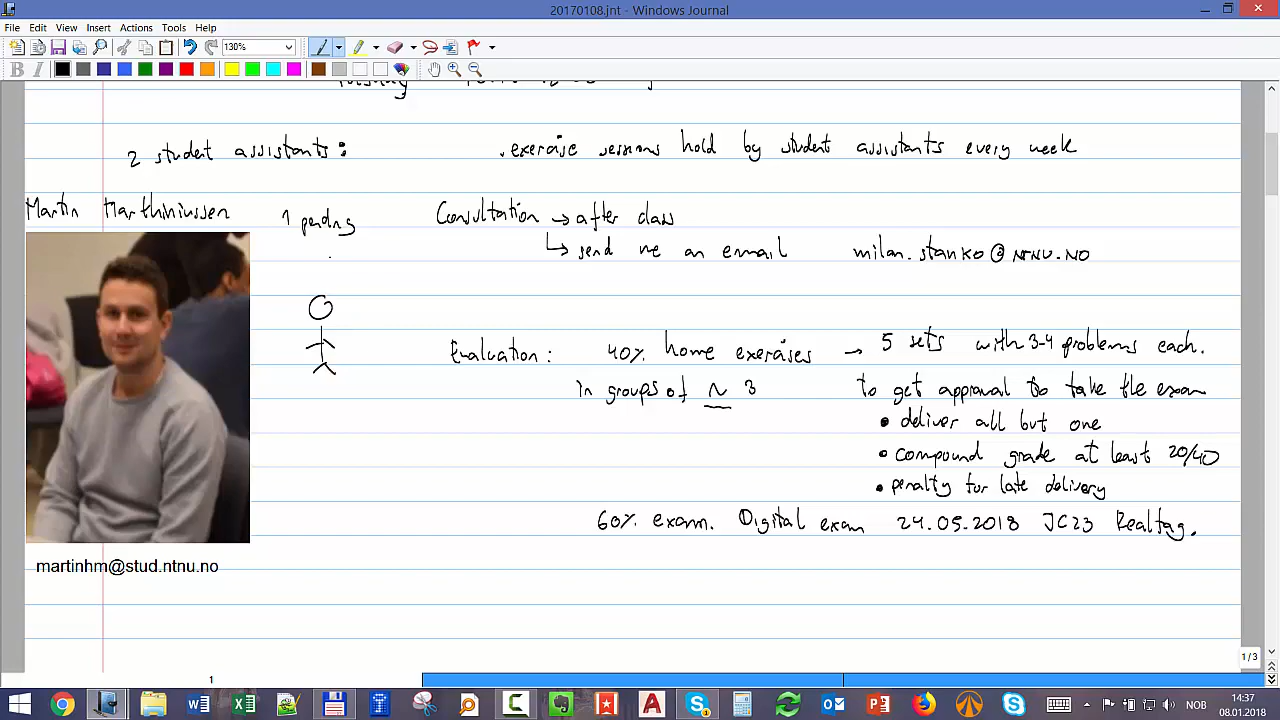 20170108.jnt - Windows Journal
File Edit View Insert Actions Tools Help
130%
B I
2 student assistants:
.exercise sessions hold by student assistants every week
Martin Marthiniussen
1 pending
Consultation → after class
↳ send me an email milan.stanko@NTNU.NO
Evaluation: 40% home exercises → 5 sets with 3-4 problems each.
in groups of N 3 to get approval to take the exam
• deliver all but one
• compound grade at least 20/40
• penalty for late delivery
60% exam. Digital exam 24.05.2018 JC23 Realtag.
martinhm@stud.ntnu.no
1/3
1
NOB
14:37
08.01.2018